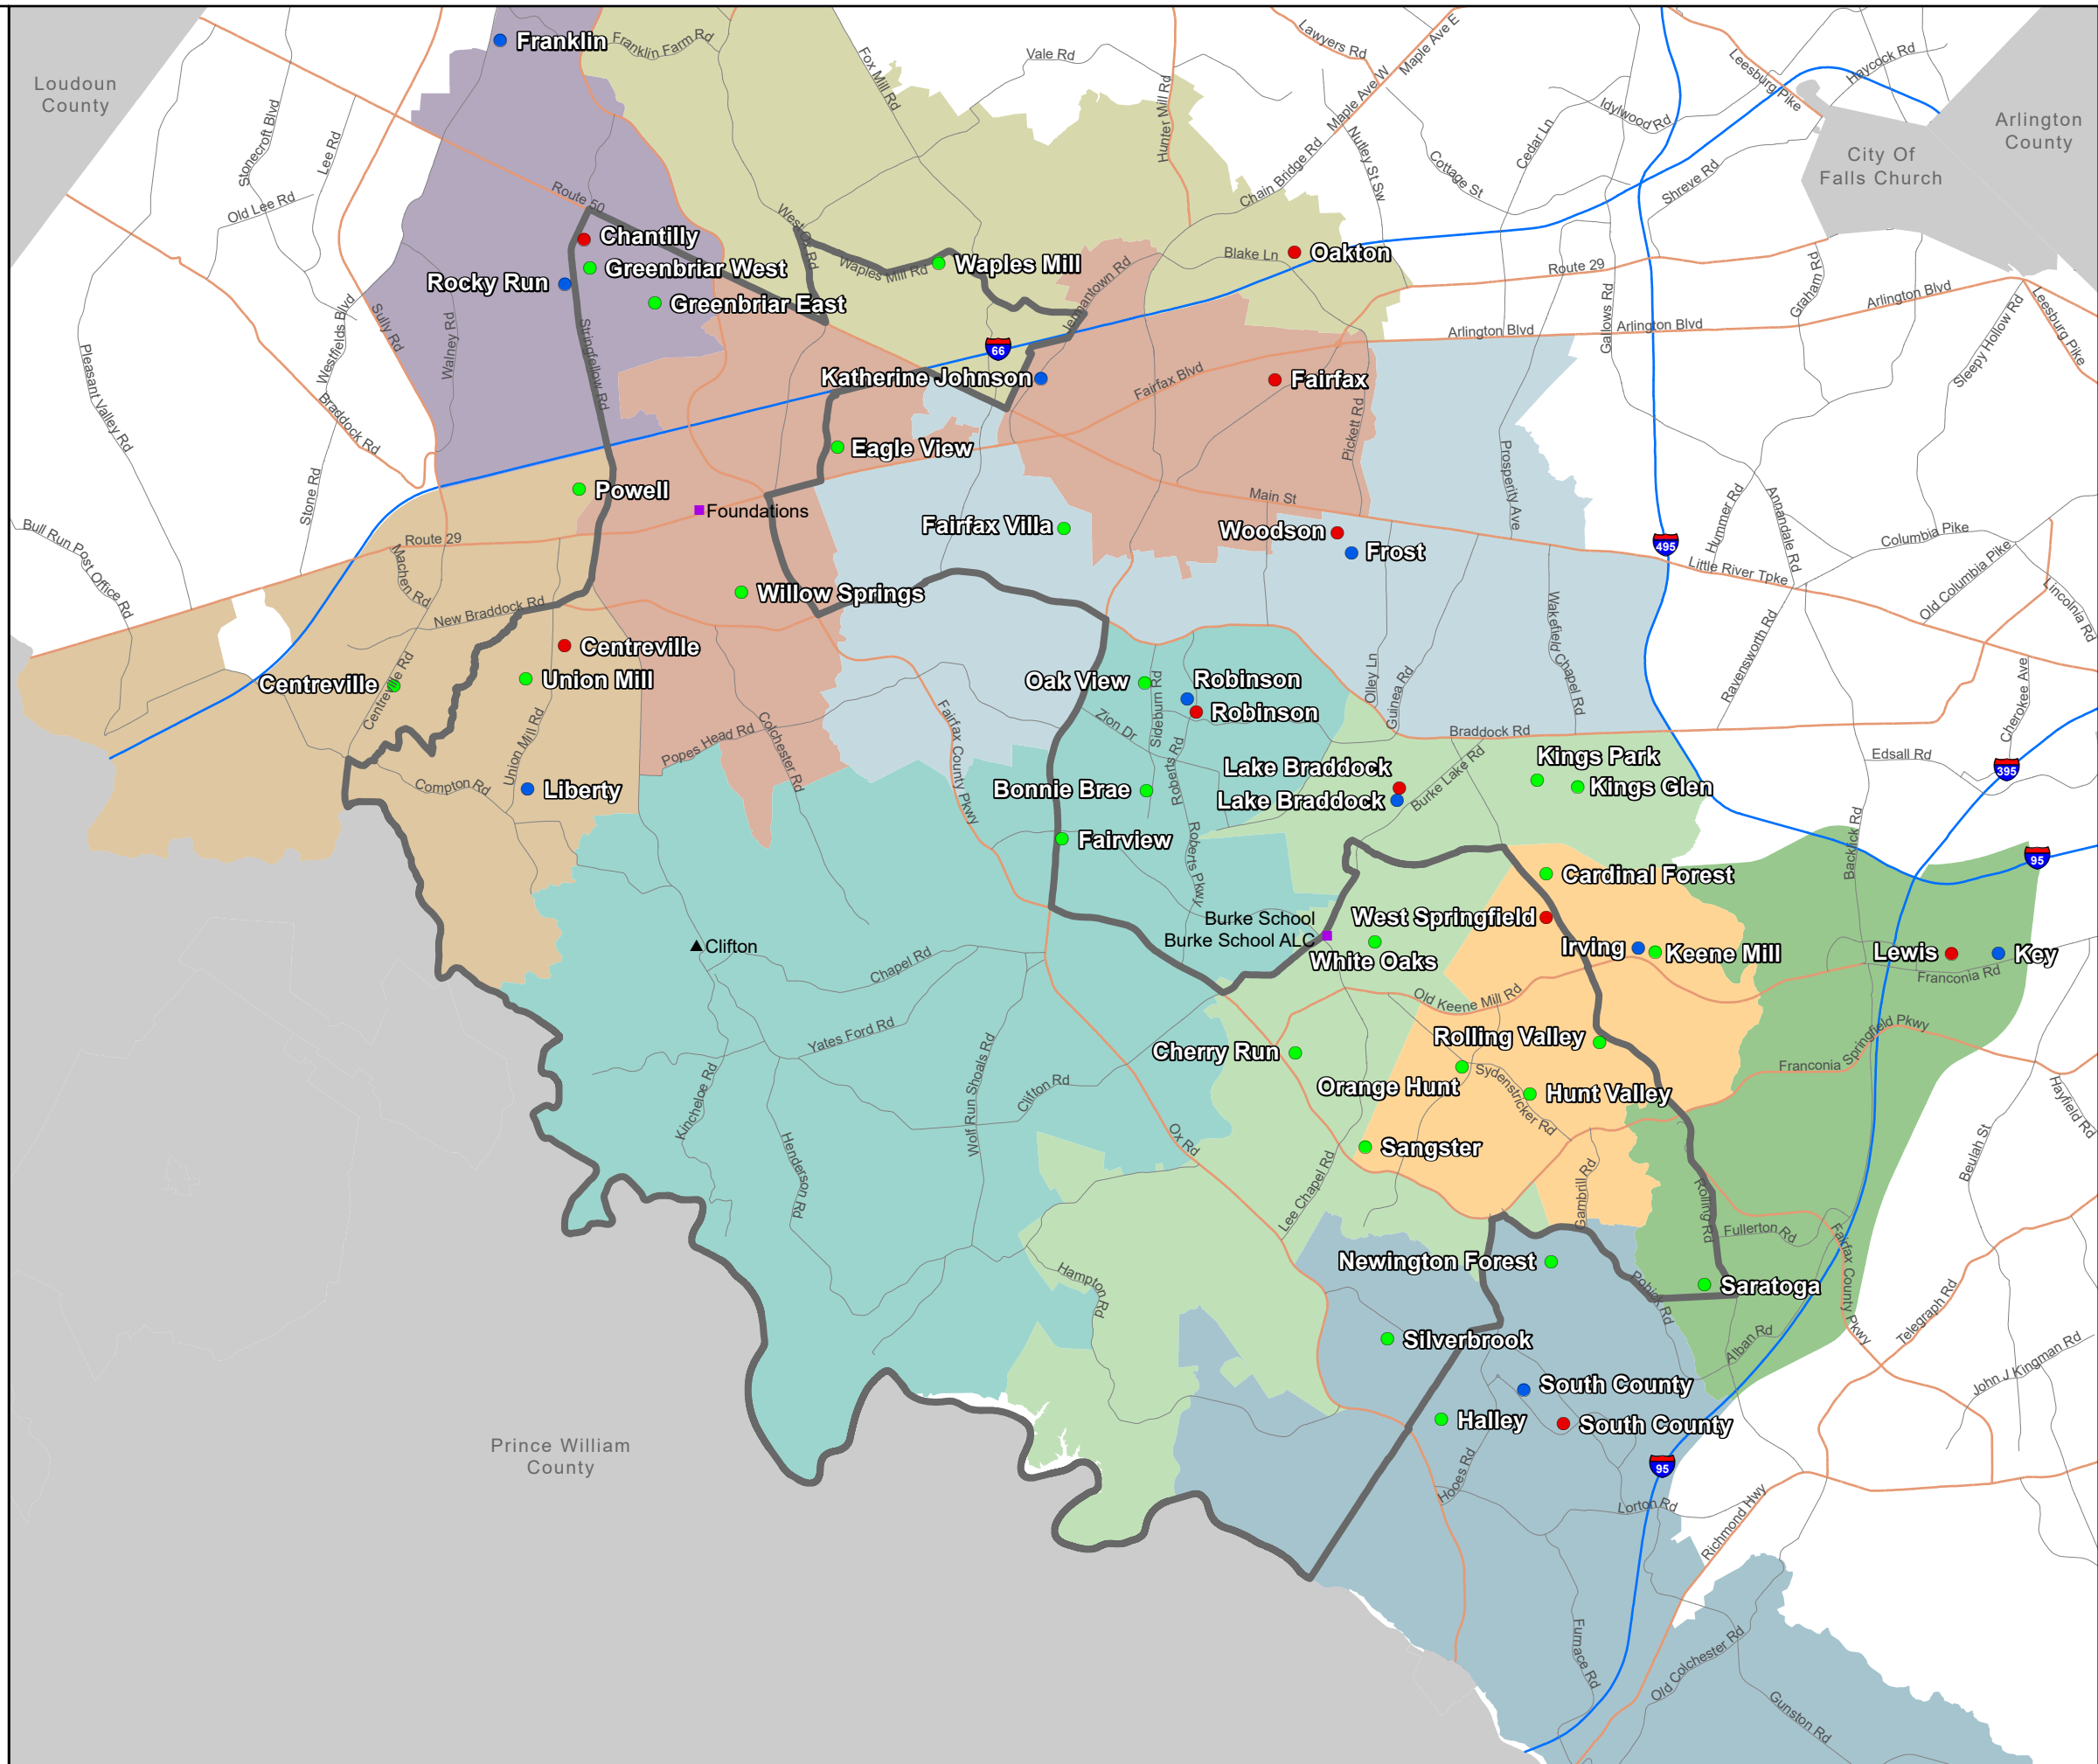 Franklin
Franklin Farm Rd
Fox Mill Rd
Vale Rd
Hunter Mill Rd
Lawyers Rd
Maple Ave E
Maple Ave W
Leesburg Pike
Haycock Rd
Loudoun
County
Arlington
County
City Of
Falls Church
Stonecroft Blvd
Lee Rd
Old Lee Rd
Idylwood Rd
Cedar Ln
Cottage St
Nutley St Sw
Chain Bridge Rd
Shreve Rd
Route 50
West Ox Rd
Waples Mill Rd
Waples Mill
Jermantown Rd
Blake Ln
Oakton
Route 29
Chantilly
Greenbriar West
Rocky Run
Greenbriar East
Stringfellow Rd
Sully Rd
Walney Rd
Westfields Blvd
Braddock Rd
Pleasant Valley Rd
Stone Rd
66
Katherine Johnson
Fairfax Blvd
Fairfax
Pickett Rd
Arlington Blvd
Arlington Blvd
Arlington Blvd
Gallows Rd
Graham Rd
Sleepy Hollow Rd
Leesburg Pike
Eagle View
Powell
Foundations
Main St
Prosperity Ave
Fairfax Villa
Woodson
Frost
495
Hummer Rd
Annandale Rd
Columbia Pike
Old Columbia Pike
Little River Tpke
Lincolnia Rd
Bull Run Post Office Rd
Route 29
Machen Rd
New Braddock Rd
Willow Springs
Centreville
Union Mill
Centreville
Centreville Rd
Union Mill Rd
Compton Rd
Liberty
Popes Head Rd
Colchester Rd
Fairfax County Pkwy
Oak View
Robinson
Robinson
Zion Dr
Sideburn Rd
Roberts Rd
Olley Ln
Guinea Rd
Wakefield Chapel Rd
Ravensworth Rd
Cherokee Ave
Braddock Rd
Edsall Rd
395
Kings Park
Kings Glen
Lake Braddock
Lake Braddock
Burke Lake Rd
Bonnie Brae
Fairview
Roberts Pkwy
Backlick Rd
95
Cardinal Forest
West Springfield
Irving
Keene Mill
Lewis
Key
Franconia Rd
Burke School
Burke School ALC
White Oaks
Clifton
Chapel Rd
Yates Ford Rd
Kincheloe Rd
Henderson Rd
Wolf Run Shoals Rd
Clifton Rd
Old Keene Mill Rd
Rolling Valley
Cherry Run
Orange Hunt
Sydenstricker Rd
Hunt Valley
Sangster
Franconia Springfield Pkwy
Hayfield Rd
Beulah St
Ox Rd
Lee Chapel Rd
Gambrill Rd
Rolling Rd
Fullerton Rd
Fairfax County Pkwy
Hampton Rd
Newington Forest
Saratoga
Pohick Rd
Silverbrook
Alban Rd
Telegraph Rd
John J Kingman Rd
South County
South County
Halley
Prince William
County
95
Hooes Rd
Lorton Rd
Richmond Hwy
Furnace Rd
Old Colchester Rd
Gunston Rd